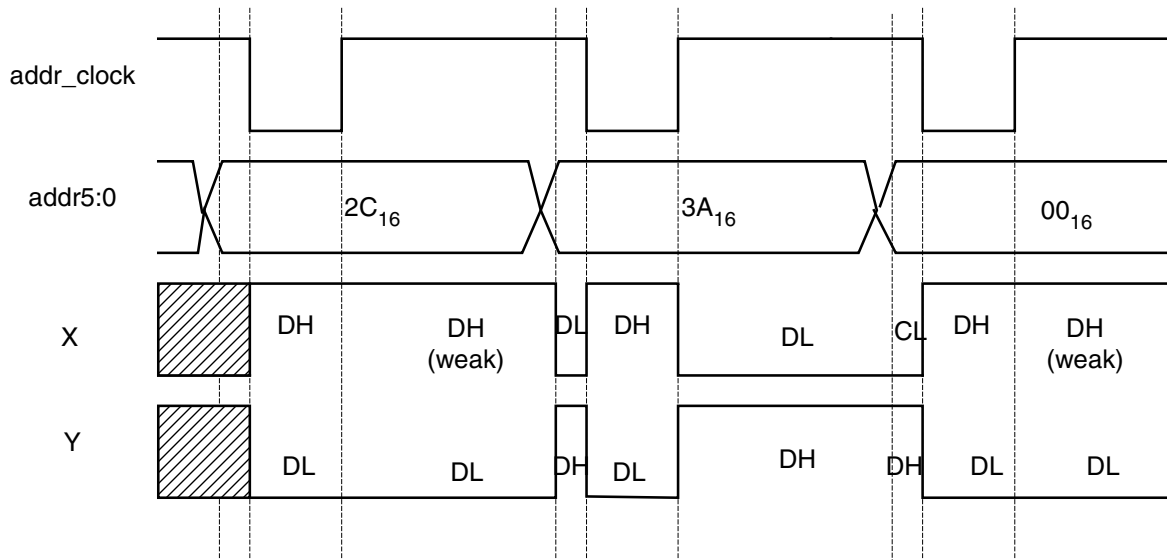 addr_clock
addr5:0
2C16
3A16
0016
X
DH
DH
(weak)
DL
DH
DL
CL
DH
DH
(weak)
Y
DL
DL
DH
DL
DH
DH
DL
DL